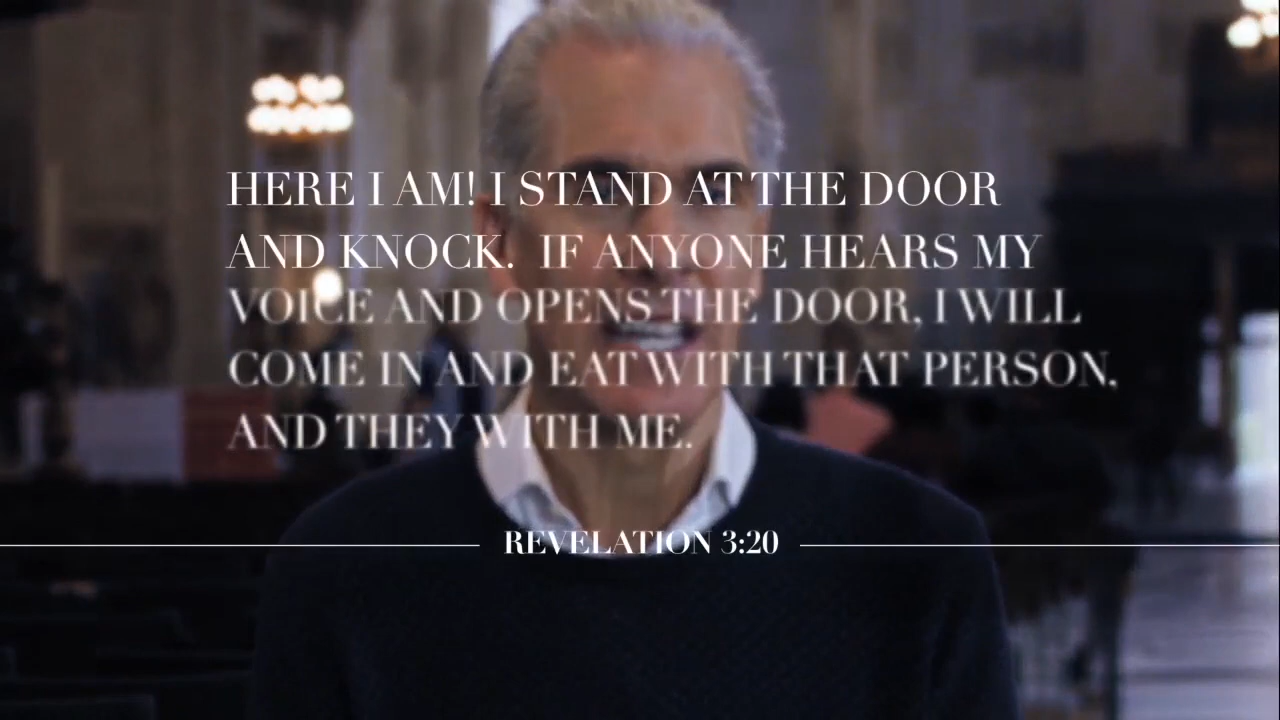 HERE I AM! I STAND AT THE DOOR
AND KNOCK. IF ANYONE HEARS MY
VOICE AND OPENS THE DOOR, I WILL
COME IN AND EAT WITH THAT PERSON,
AND THEY WITH ME.
REVELATION 3:20